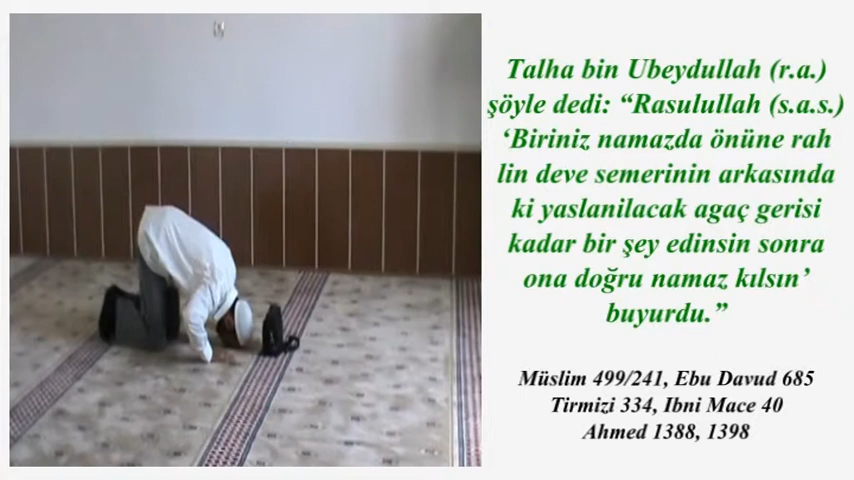 Talha bin Ubeydullah (r.a.)
şöyle dedi: “Rasulullah (s.a.s.)
‘Biriniz namazda önüne rah
lin deve semerinin arkasında
ki yaslanilacak agaç gerisi
kadar bir şey edinsin sonra
ona doğru namaz kılsın’
buyurdu.”
Müslim 499/241, Ebu Davud 685
Tirmizi 334, Ibni Mace 40
Ahmed 1388, 1398